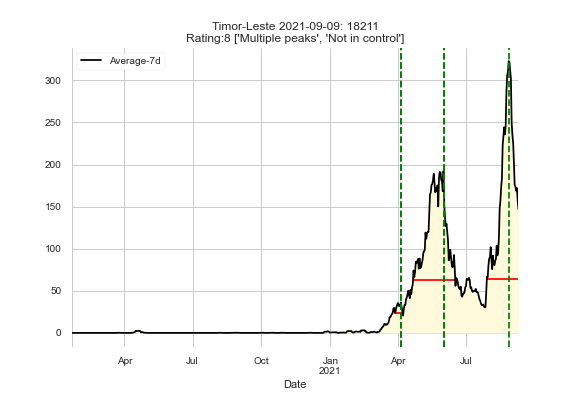 Timor-Leste 2021-09-09: 18211
Rating:8 ['Multiple peaks', 'Not in control']
Average-7d
300
250
200
150
100
50
0
Apr
Jul
Oct
Jan
2021
Apr
Jul
Date